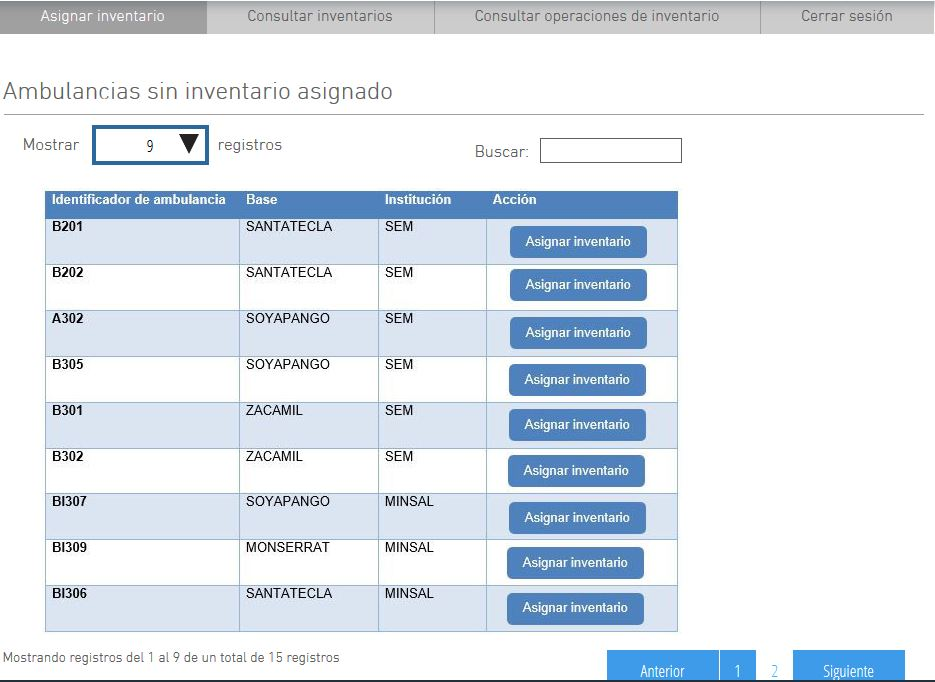 Asignar inventario Consultar inventarios Consultar operaciones de inventario Cerrar sesión
Ambulancias sin inventario asignado
Mostrar 9 registros Buscar:
Identificador de ambulancia Base Institución Acción
B201 SANTATECLA SEM Asignar inventario
B202 SANTATECLA SEM Asignar inventario
A302 SOYAPANGO SEM Asignar inventario
B305 SOYAPANGO SEM Asignar inventario
B301 ZACAMIL SEM Asignar inventario
B302 ZACAMIL SEM Asignar inventario
BI307 SOYAPANGO MINSAL Asignar inventario
BI309 MONSERRAT MINSAL Asignar inventario
BI306 SANTATECLA MINSAL Asignar inventario
Mostrando registros del 1 al 9 de un total de 15 registros
Anterior 1 2 Siguiente